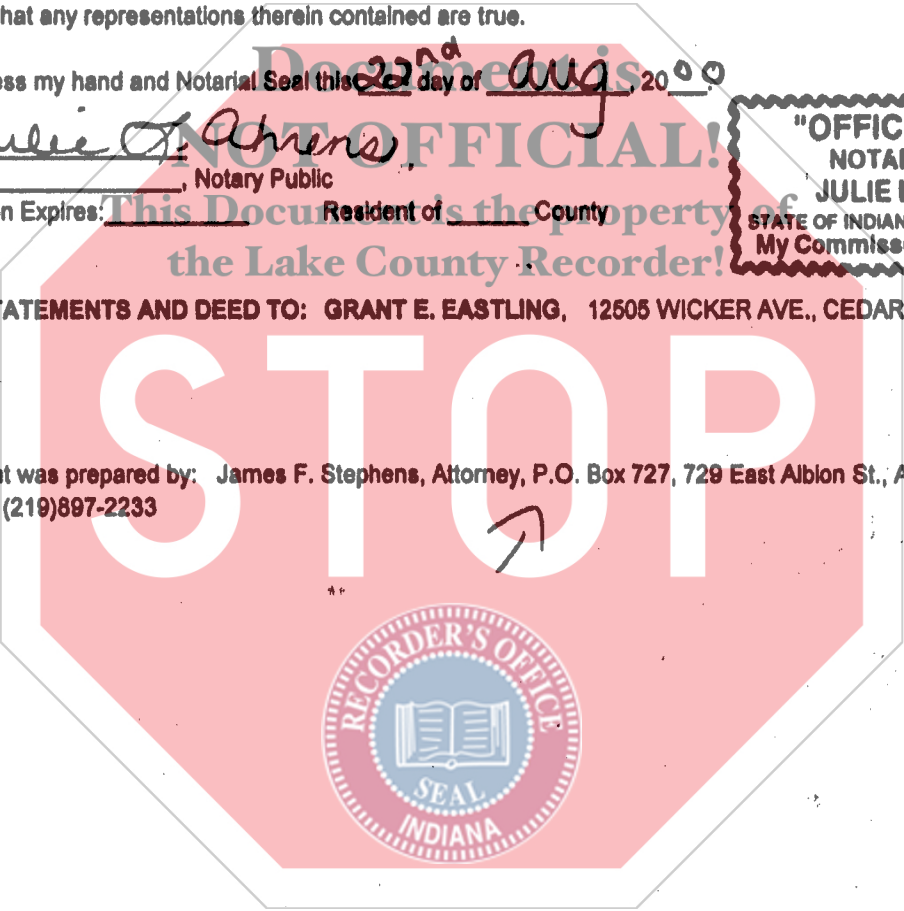 hat any representations therein contained are true.
Document is
ess my hand and Notarial Seal this 22nd day of Aug, 2000.
ulie Ahrens
NOT OFFICIAL!
"OFFIC
NOTA
, Notary Public
JULIE
n Expires: Resident of County
This Document is the property of
STATE OF INDIAN
My Commiss
the Lake County Recorder!
TATEMENTS AND DEED TO: GRANT E. EASTLING, 12505 WICKER AVE., CEDAR
STOP
t was prepared by: James F. Stephens, Attorney, P.O. Box 727, 729 East Albion St., A
(219)897-2233
RECORDER'S OFFICE
SEAL
INDIANA